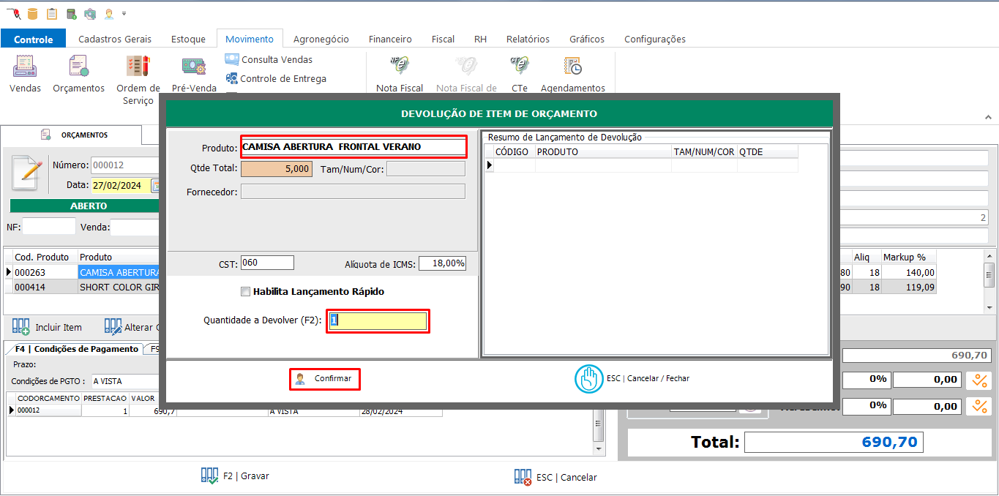 Controle
Cadastros Gerais
Estoque
Movimento
Agronegócio
Financeiro
Fiscal
RH
Relatórios
Gráficos
Configurações
Vendas
Orçamentos
Ordem de
Serviço
Pré-Venda
Consulta Vendas
Controle de Entrega
Nota Fiscal
Nota Fiscal de
CTe
Agendamentos
DEVOLUÇÃO DE ITEM DE ORÇAMENTO
ORÇAMENTOS
Número: 000012
Data: 27/02/2024
ABERTO
NF:
Venda:
Produto: CAMISA ABERTURA FRONTAL VERANO
Qtde Total: 5,000 Tam/Num/Cor:
Fornecedor:
CST: 060 Alíquota de ICMS: 18,00%
Habilita Lançamento Rápido
Quantidade a Devolver (F2): 1
Confirmar
ESC | Cancelar / Fechar
Resumo de Lançamento de Devolução
CÓDIGO PRODUTO TAM/NUM/COR QTDE
2
Cod. Produto Produto
000263 CAMISA ABERTURA
000414 SHORT COLOR GIR
Aliq Markup %
80 18 140,00
90 18 119,09
Incluir Item
Alterar
F4 | Condições de Pagamento
F9
Prazo:
Condições de PGTO : A VISTA
CODORCAMENTO PRESTACAO VALOR
000012 1 690,7 A VISTA 28/02/2024
690,70
0% 0,00
0% 0,00
Total: 690,70
F2 | Gravar
ESC | Cancelar